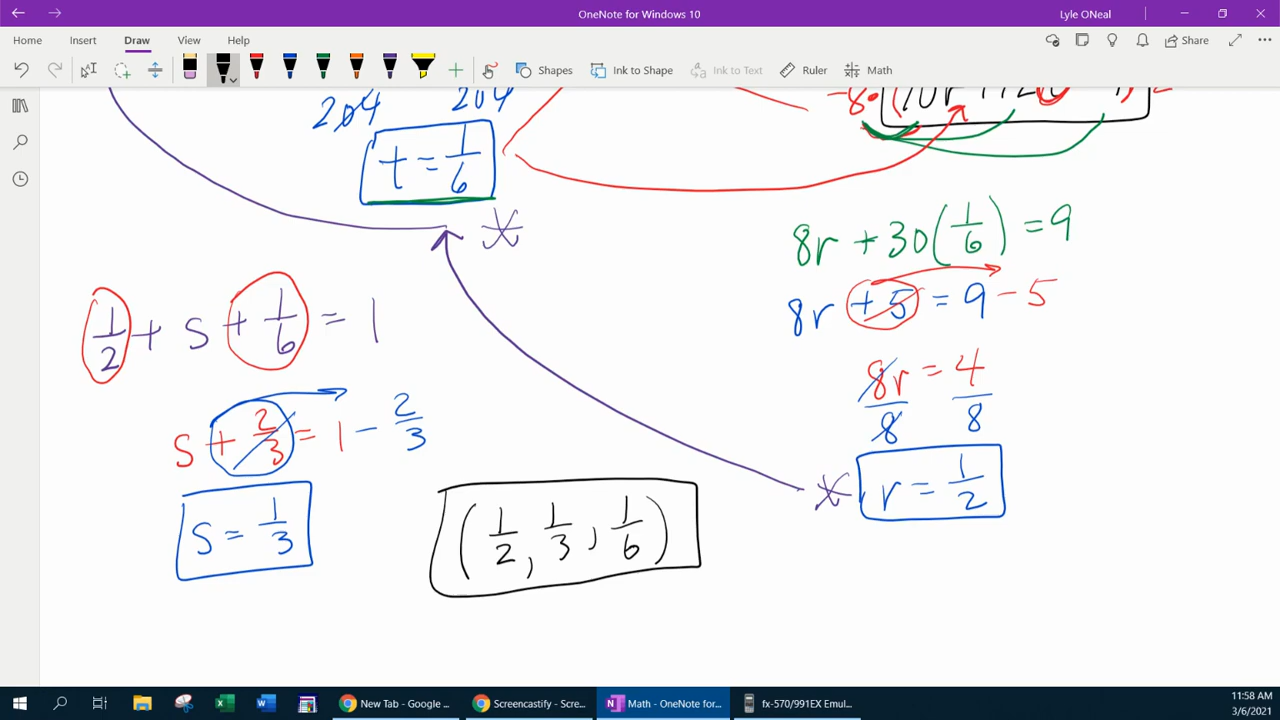 OneNote for Windows 10
Lyle ONeal
Home Insert Draw View Help
Share
Shapes Ink to Shape Ink to Text Ruler Math
204 204
-8·
t = 1/6
8r + 30(1/6) = 9
1/2 + s + 1/6 = 1
8r + 5 = 9 - 5
8r = 4
8 8
s + 2/3 = 1 - 2/3
r = 1/2
s = 1/3
(1/2, 1/3, 1/6)
New Tab - Google ...
Screencastify - Scre...
Math - OneNote for...
fx-570/991EX Emul...
11:58 AM
3/6/2021